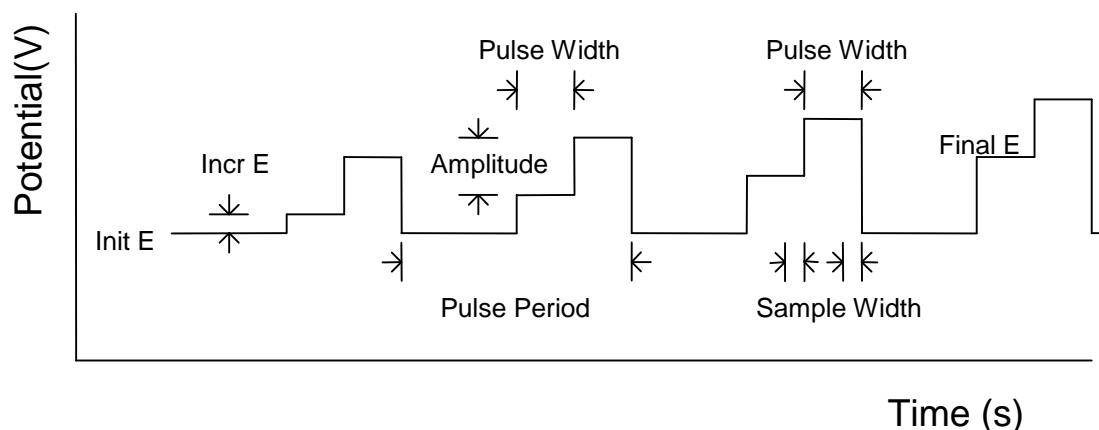 Potential(V)
Pulse Width
Pulse Width
Incr E
Amplitude
Final E
Init E
Pulse Period
Sample Width
Time (s)